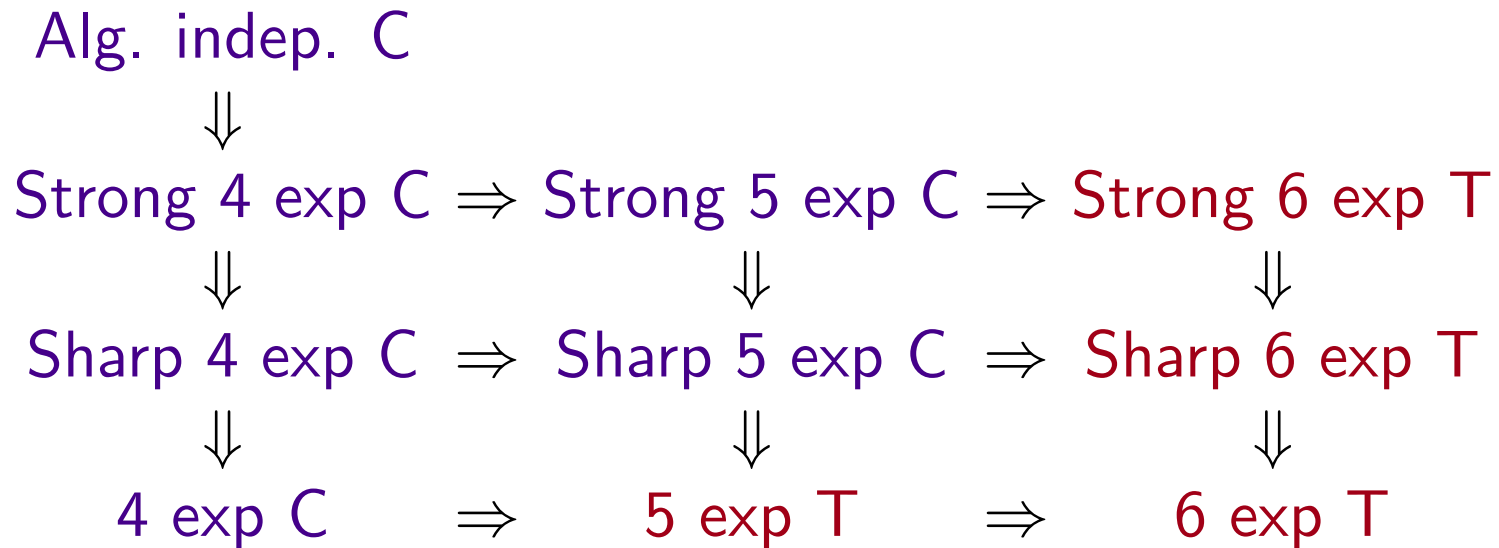 Alg. indep. C
⇓
Strong 4 exp C ⇒ Strong 5 exp C ⇒ Strong 6 exp T
⇓ ⇓ ⇓
Sharp 4 exp C ⇒ Sharp 5 exp C ⇒ Sharp 6 exp T
⇓ ⇓ ⇓
4 exp C ⇒ 5 exp T ⇒ 6 exp T